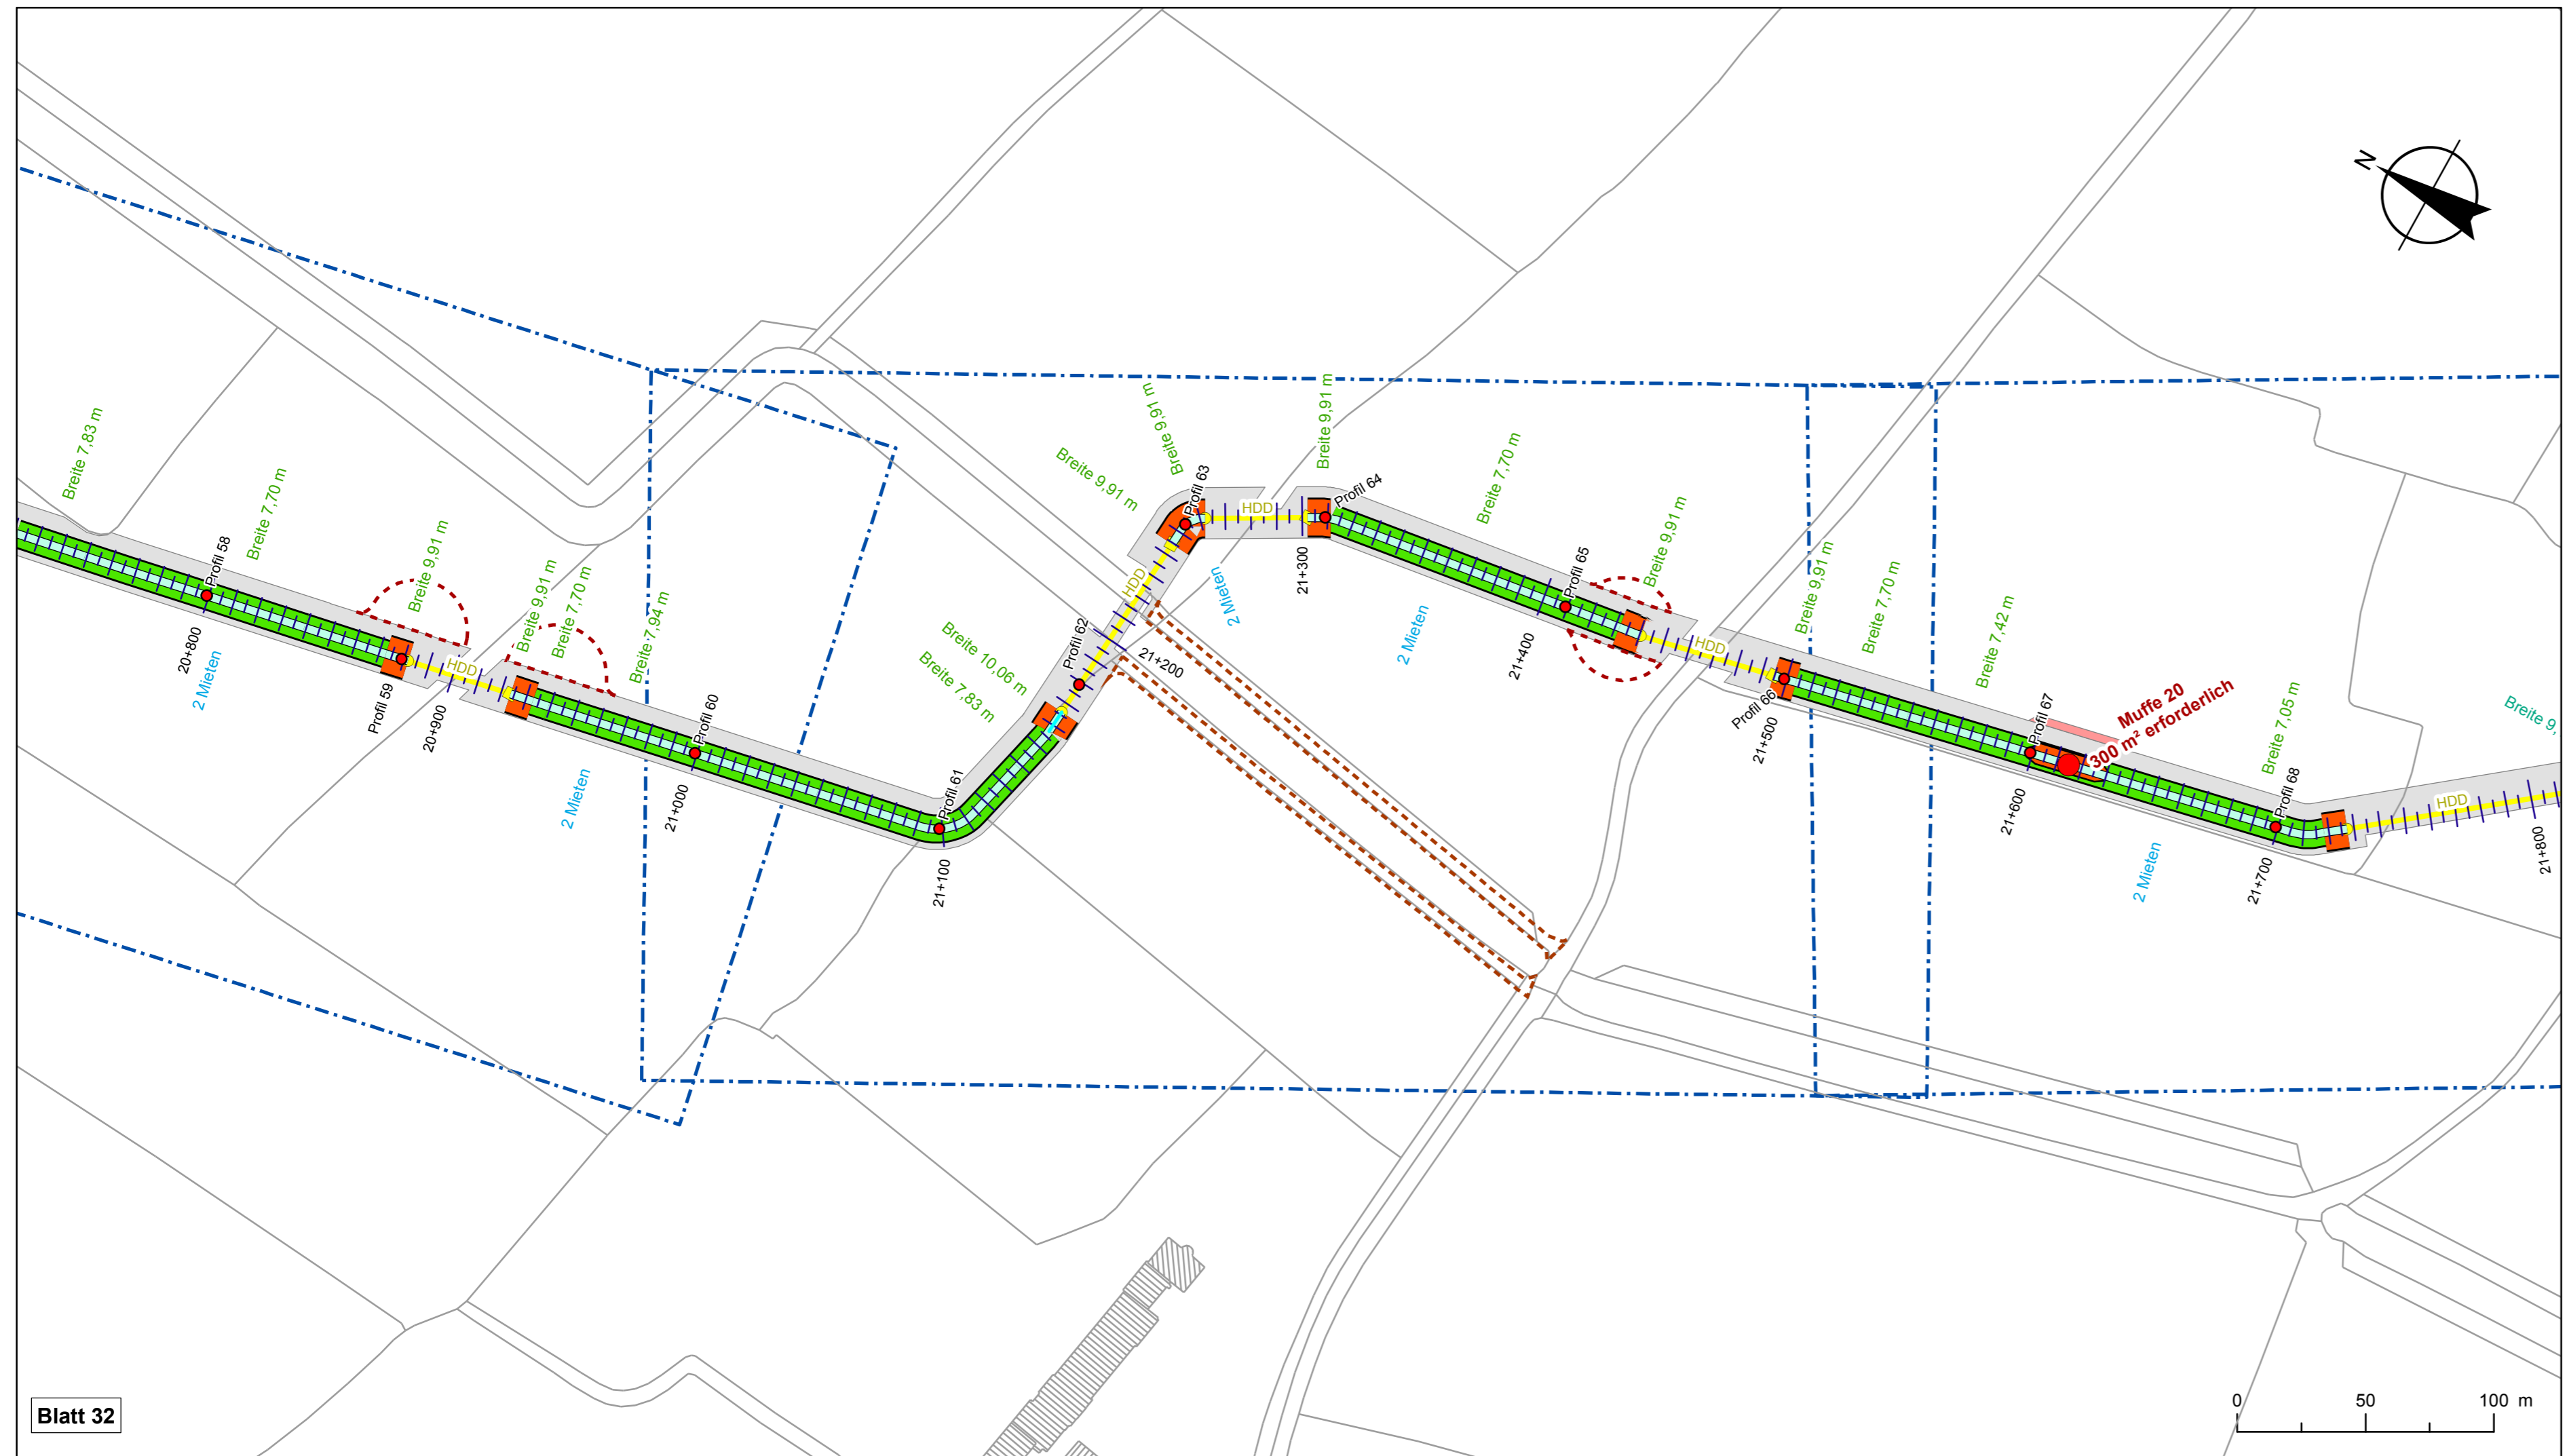 N
Breite 7,83 m
Breite 7,70 m
Breite 9,91 m
Breite 9,91 m
Breite 7,70 m
Breite 7,94 m
Breite 10,06 m
Breite 7,83 m
Breite 9,91 m
Breite 9,91 m
Breite 9,91 m
Breite 7,70 m
Breite 9,91 m
Breite 9,91 m
Breite 7,70 m
Breite 7,42 m
Breite 7,05 m
Breite 9,
Profil 58
Profil 59
Profil 60
Profil 61
Profil 62
Profil 63
Profil 64
Profil 65
Profil 66
Profil 67
Profil 68
HDD
HDD
HDD
HDD
HDD
20+800
20+900
21+000
21+100
21+200
21+300
21+400
21+500
21+600
21+700
21+800
2 Mieten
2 Mieten
2 Mieten
2 Mieten
2 Mieten
Muffe 20
300 m² erforderlich
Blatt 32
0 50 100 m